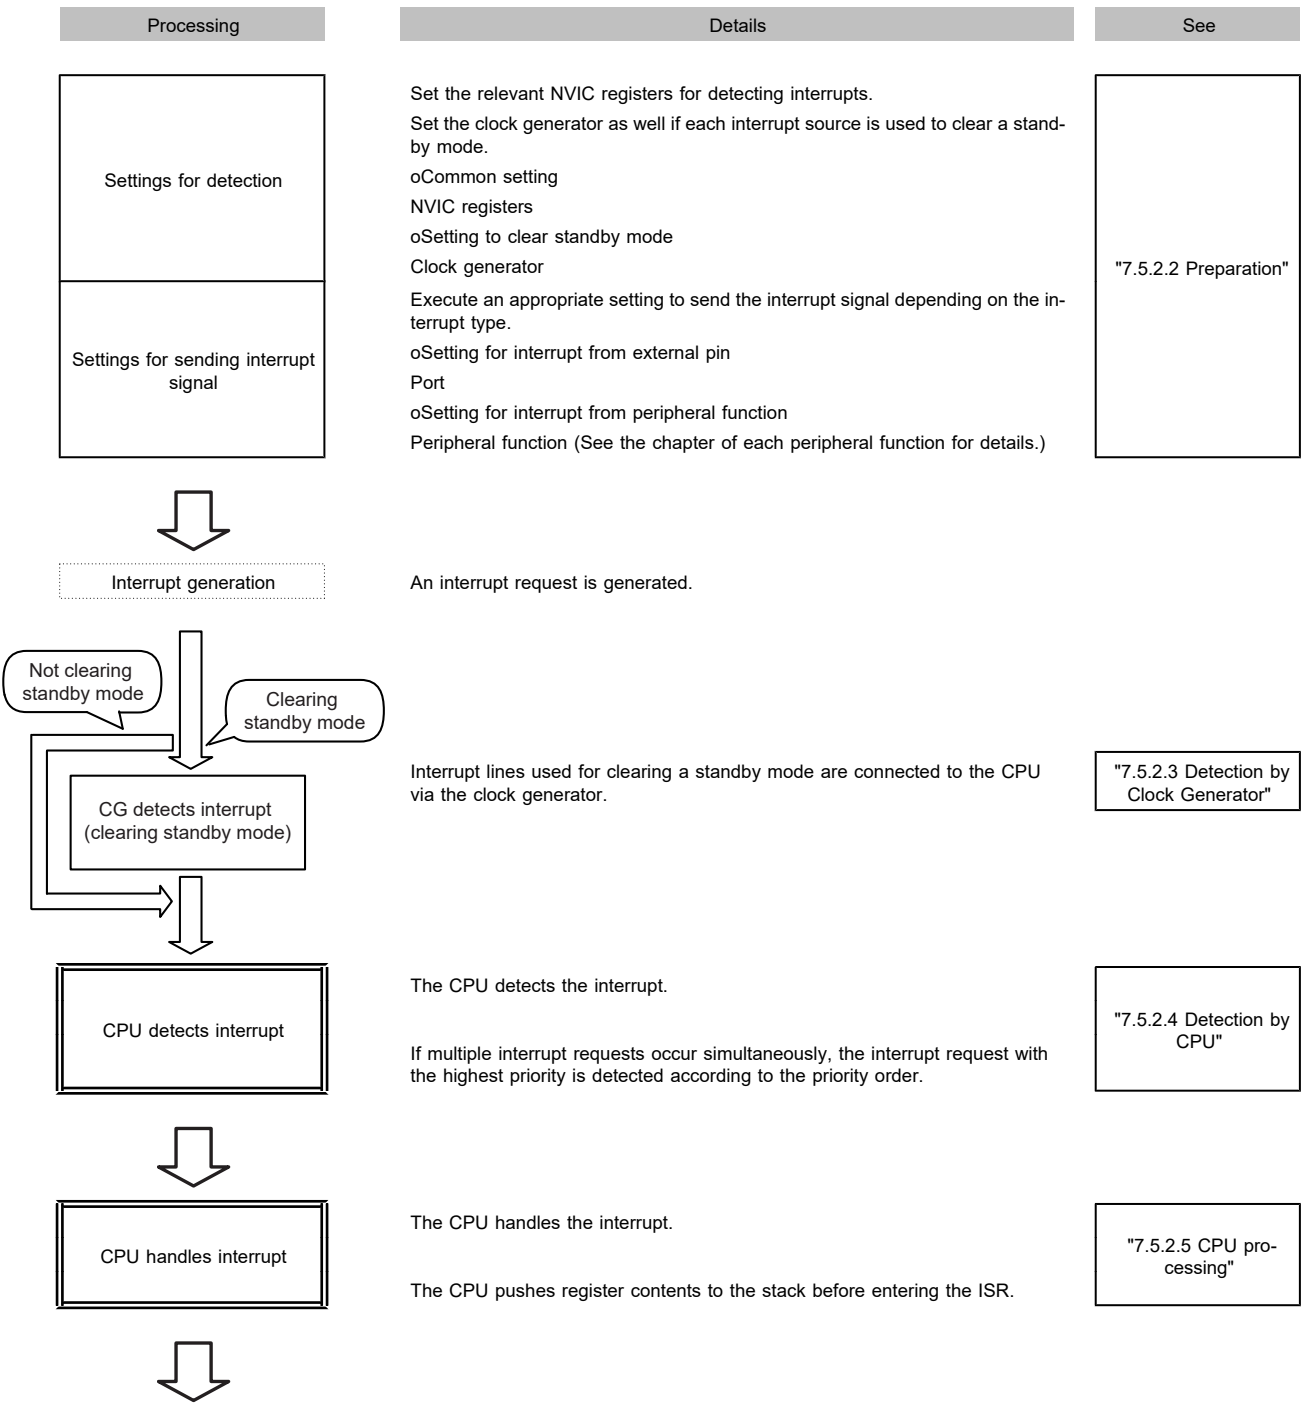 Processing
Details
See
Settings for detection
Set the relevant NVIC registers for detecting interrupts.
Set the clock generator as well if each interrupt source is used to clear a stand-
by mode.
oCommon setting
NVIC registers
oSetting to clear standby mode
Clock generator
"7.5.2.2 Preparation"
Settings for sending interrupt
signal
Execute an appropriate setting to send the interrupt signal depending on the in-
terrupt type.
oSetting for interrupt from external pin
Port
oSetting for interrupt from peripheral function
Peripheral function (See the chapter of each peripheral function for details.)
Interrupt generation
An interrupt request is generated.
Not clearing
standby mode
Clearing
standby mode
CG detects interrupt
(clearing standby mode)
Interrupt lines used for clearing a standby mode are connected to the CPU
via the clock generator.
"7.5.2.3 Detection by
Clock Generator"
CPU detects interrupt
The CPU detects the interrupt.
If multiple interrupt requests occur simultaneously, the interrupt request with
the highest priority is detected according to the priority order.
"7.5.2.4 Detection by
CPU"
CPU handles interrupt
The CPU handles the interrupt.
The CPU pushes register contents to the stack before entering the ISR.
"7.5.2.5 CPU pro-
cessing"